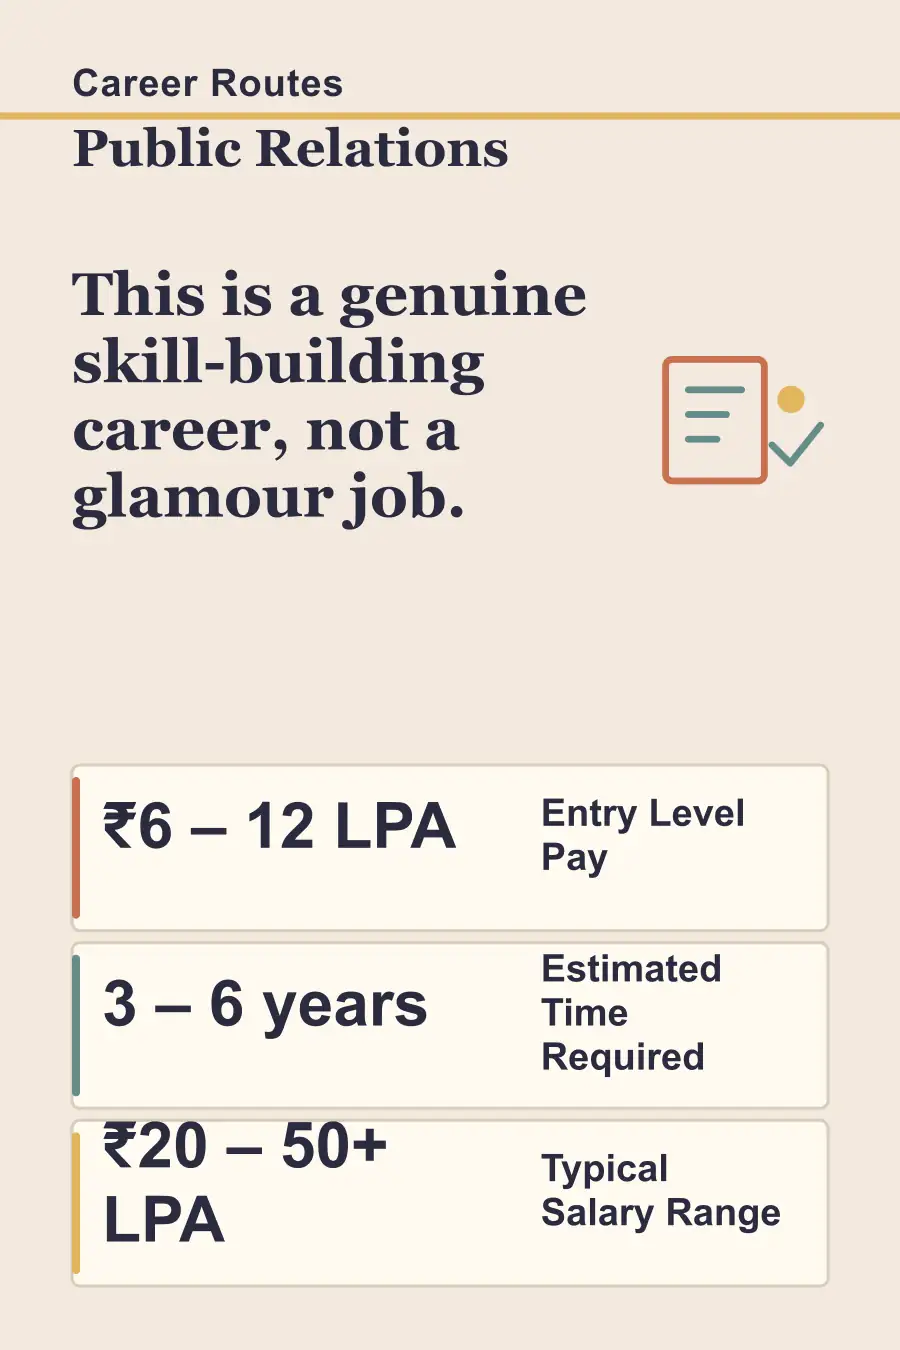 Career Routes
Public Relations
This is a genuine
skill-building
career, not a
glamour job.
₹6 – 12 LPA
Entry Level
Pay
3 – 6 years
Estimated
Time
Required
₹20 – 50+
LPA
Typical
Salary Range